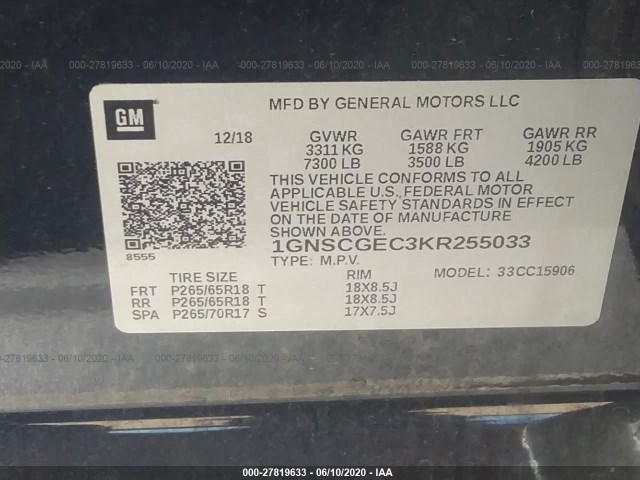 000-27819633 - 06/10/2020 - IAA
GM
MFD BY GENERAL MOTORS LLC
12/18
GVWR GAWR FRT GAWR RR
3311 KG 1588 KG 1905 KG
7300 LB 3500 LB 4200 LB
THIS VEHICLE CONFORMS TO ALL
APPLICABLE U.S. FEDERAL MOTOR
VEHICLE SAFETY STANDARDS IN EFFECT
ON THE DATE OF MANUFACTURE
SHOWN ABOVE.
1GNSCGEC3KR255033
8555
TYPE: M.P.V. MODEL: 33CC15906
TIRE SIZE RIM
FRT P265/65R18 T 18X8.5J
RR P265/65R18 T 18X8.5J
SPA P265/70R17 S 17X7.5J
000-27819633 - 06/10/2020 - IAA